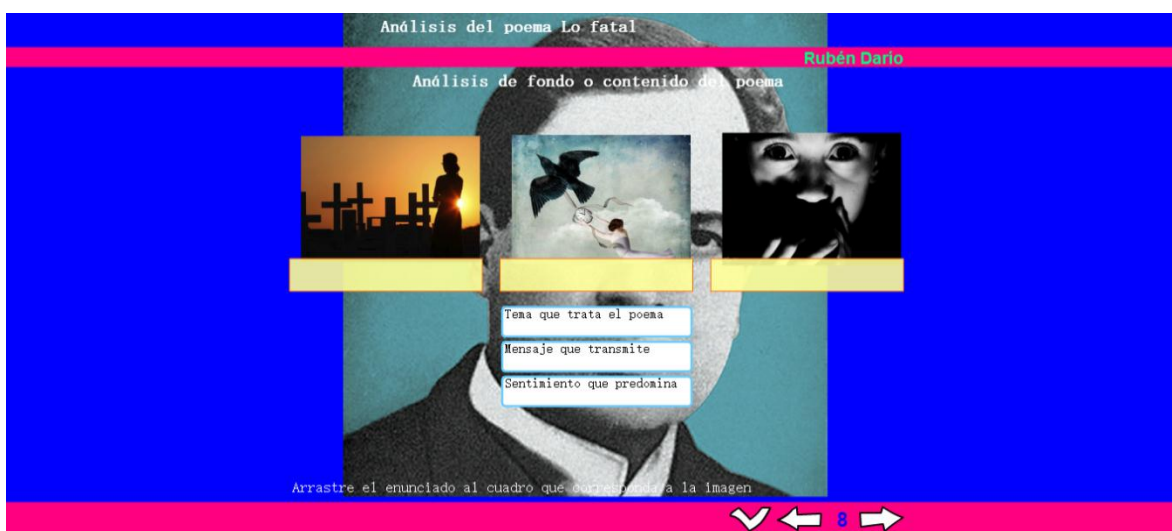 Análisis del poema Lo fatal
Rubén Dario
Análisis de fondo o contenido del poema
Tema que trata el poema
Mensaje que transmite
Sentimiento que predomina
Arrastre el enunciado al cuadro que corresponda a la imagen
8